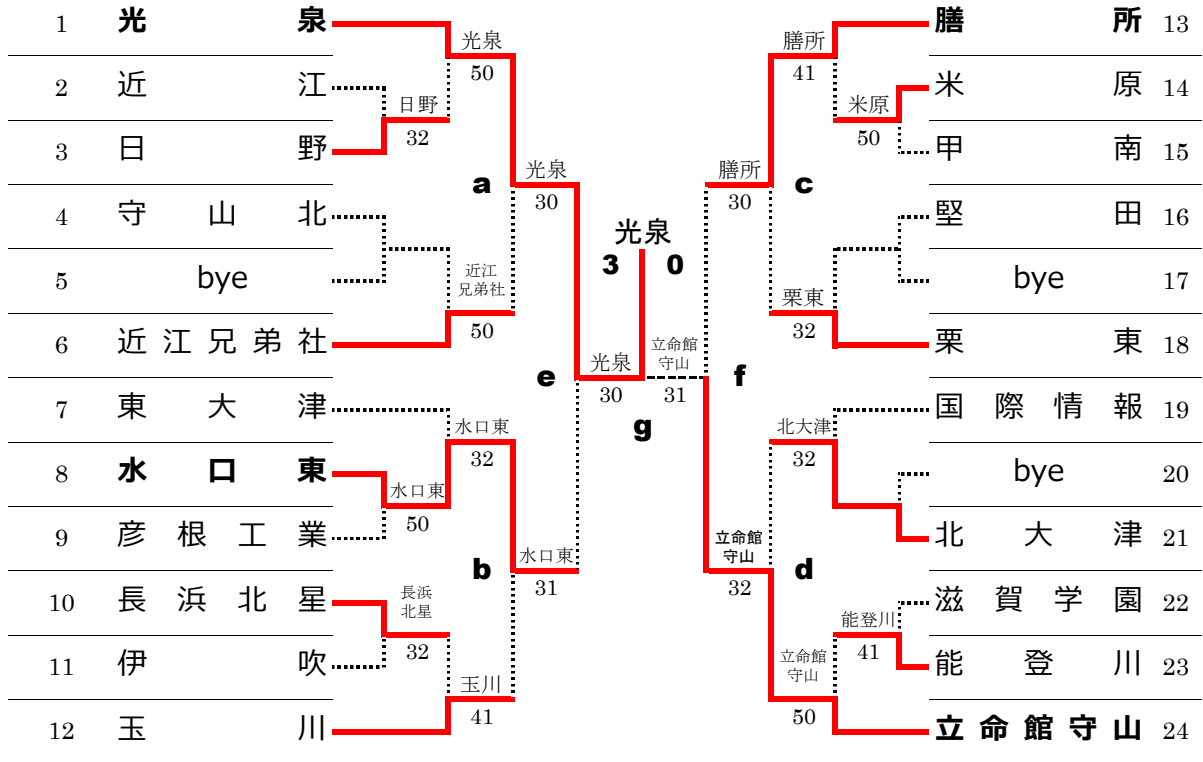 1 光泉
2 近江
3 日野
4 守山北
5 bye
6 近江兄弟社
7 東大津
8 水口東
9 彦根工業
10 長浜北星
11 伊吹
12 玉川
光泉
50
日野
32
近江
兄弟社
50
水口東
32
水口東
50
長浜
北星
32
玉川
41
a
光泉
30
b
水口東
31
e
光泉
30
光泉
3 0
g
立命館
守山
31
f
膳所
30
c
立命館
守山
32
d
膳所
41
米原
50
栗東
32
北大津
32
能登川
41
立命館
守山
50
膳所 13
米原 14
甲南 15
堅田 16
bye 17
栗東 18
国際情報 19
bye 20
北大津 21
滋賀学園 22
能登川 23
立命館守山 24